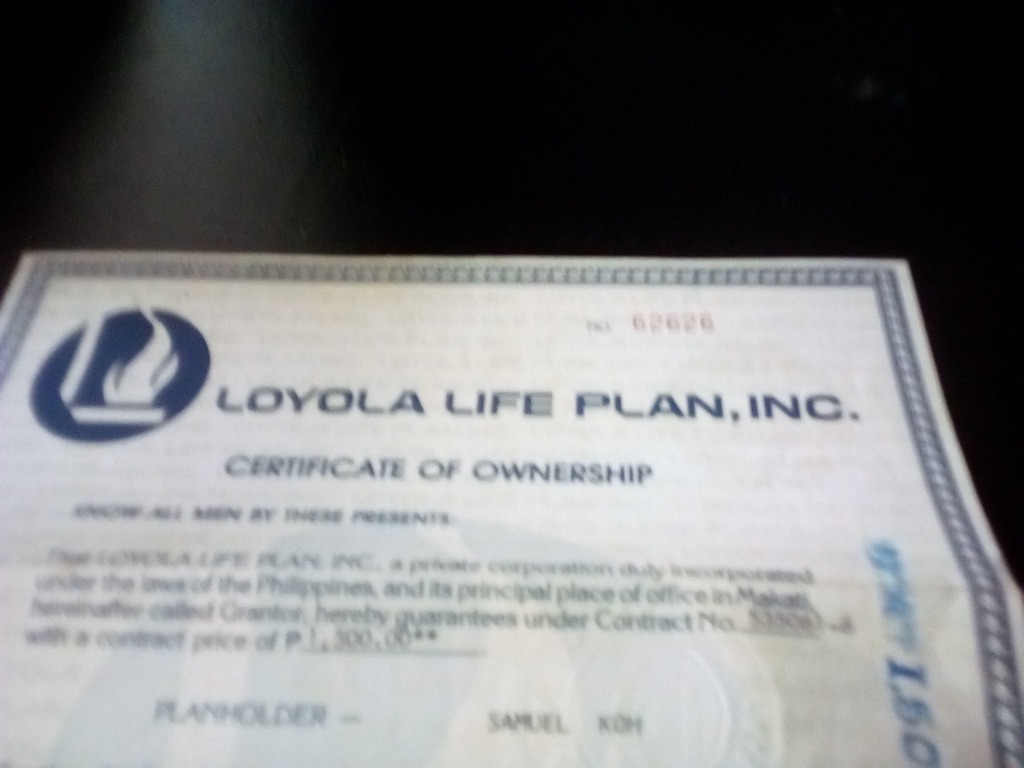 No. 62626
LOYOLA LIFE PLAN, INC.
CERTIFICATE OF OWNERSHIP
KNOW ALL MEN BY THESE PRESENTS:
That LOYOLA LIFE PLAN, INC., a private corporation duly incorporated
under the laws of the Philippines, and its principal place of office in Makati,
hereinafter called Grantor, hereby guarantees under Contract No.
with a contract price of ₱
PLANHOLDER — SAMUEL KOH